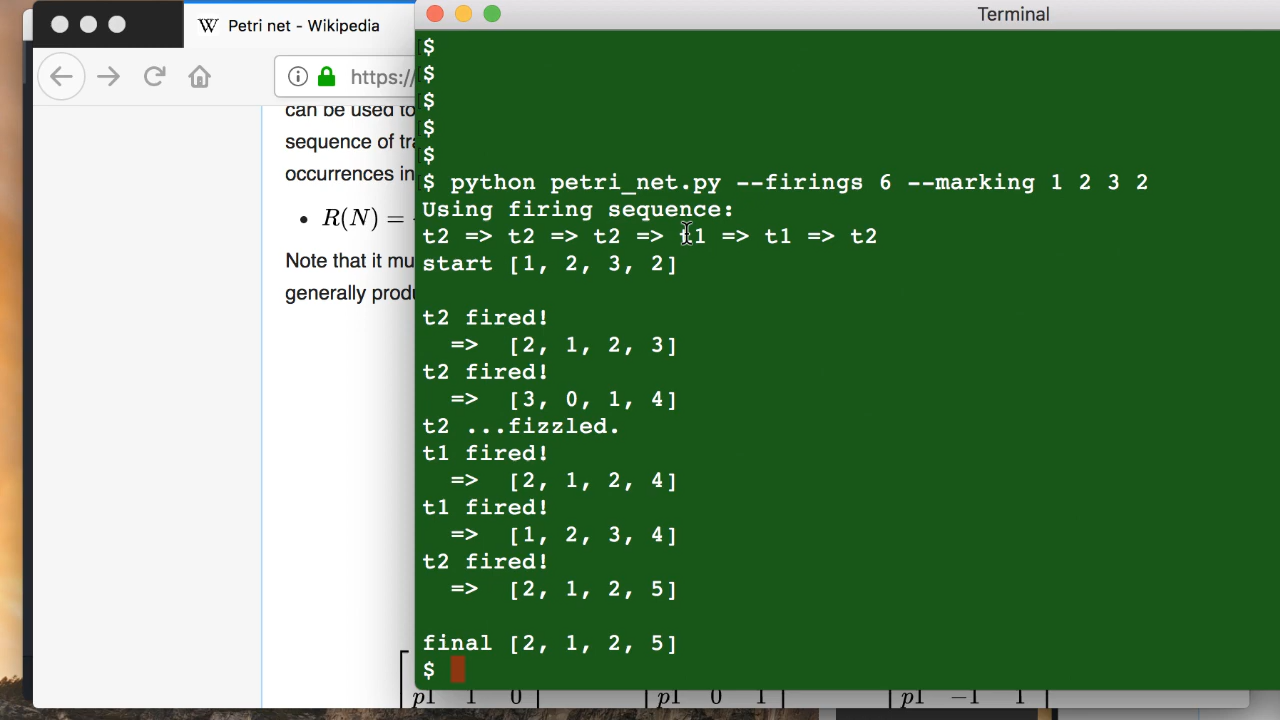 W Petri net - Wikipedia
Terminal
https://
can be used to
sequence of tra
occurrences in
• R(N) =
Note that it mu
generally produ
$
$
$
$
$
$ python petri_net.py --firings 6 --marking 1 2 3 2
Using firing sequence:
t2 => t2 => t2 => t1 => t1 => t2
start [1, 2, 3, 2]
t2 fired!
=> [2, 1, 2, 3]
t2 fired!
=> [3, 0, 1, 4]
t2 ...fizzled.
t1 fired!
=> [2, 1, 2, 4]
t1 fired!
=> [1, 2, 3, 4]
t2 fired!
=> [2, 1, 2, 5]
final [2, 1, 2, 5]
$
p1 1 0 p1 0 1 p1 −1 1